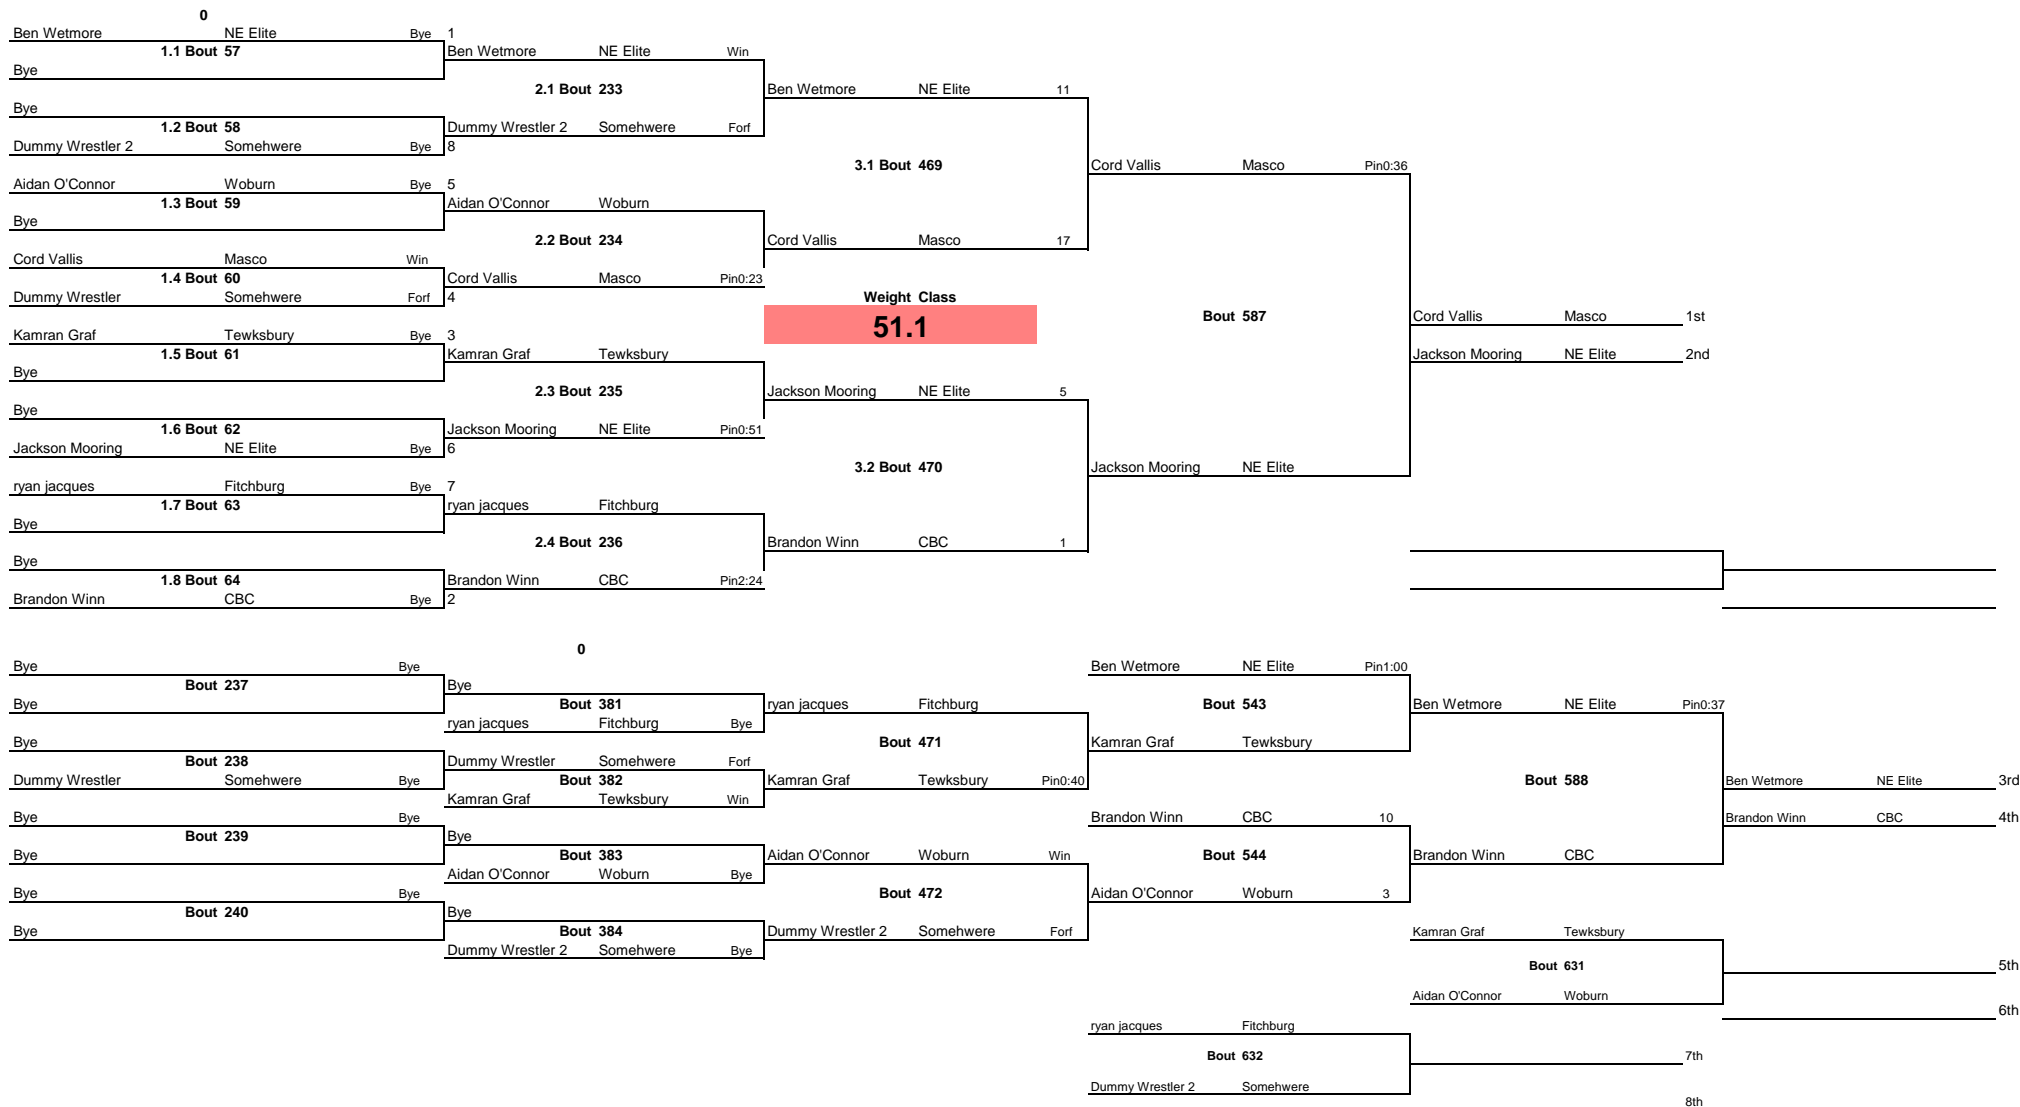 0
Ben Wetmore NE Elite Bye 1
1.1 Bout 57 Ben Wetmore NE Elite Win
Bye
2.1 Bout 233 Ben Wetmore NE Elite 11
Bye
1.2 Bout 58 Dummy Wrestler 2 Somehwere Forf
Dummy Wrestler 2 Somehwere Bye 8
3.1 Bout 469 Cord Vallis Masco Pin0:36
Aidan O'Connor Woburn Bye 5
1.3 Bout 59 Aidan O'Connor Woburn
Bye
2.2 Bout 234 Cord Vallis Masco 17
Cord Vallis Masco Win
1.4 Bout 60 Cord Vallis Masco Pin0:23
Dummy Wrestler Somehwere Forf 4 Weight Class
51.1 Bout 587 Cord Vallis Masco 1st
Kamran Graf Tewksbury Bye 3
1.5 Bout 61 Kamran Graf Tewksbury Jackson Mooring NE Elite 2nd
Bye
2.3 Bout 235 Jackson Mooring NE Elite 5
Bye
1.6 Bout 62 Jackson Mooring NE Elite Pin0:51
Jackson Mooring NE Elite Bye 6
3.2 Bout 470 Jackson Mooring NE Elite
ryan jacques Fitchburg Bye 7
1.7 Bout 63 ryan jacques Fitchburg
Bye
2.4 Bout 236 Brandon Winn CBC 1
Bye
1.8 Bout 64 Brandon Winn CBC Pin2:24
Brandon Winn CBC Bye 2
0
Bye Bye Ben Wetmore NE Elite Pin1:00
Bout 237 Bye
Bye Bout 381 ryan jacques Fitchburg Bout 543 Ben Wetmore NE Elite Pin0:37
ryan jacques Fitchburg Bye
Bye Bout 471 Kamran Graf Tewksbury
Bout 238 Dummy Wrestler Somehwere Forf
Dummy Wrestler Somehwere Bye Bout 382 Kamran Graf Tewksbury Pin0:40 Bout 588 Ben Wetmore NE Elite 3rd
Kamran Graf Tewksbury Win
Bye Bye Brandon Winn CBC 10 Brandon Winn CBC 4th
Bout 239 Bye
Bye Bout 383 Aidan O'Connor Woburn Win Bout 544 Brandon Winn CBC
Aidan O'Connor Woburn Bye
Bye Bye Bout 472 Aidan O'Connor Woburn 3
Bout 240 Bye
Bye Bout 384 Dummy Wrestler 2 Somehwere Forf Kamran Graf Tewksbury
Dummy Wrestler 2 Somehwere Bye
Bout 631 5th
Aidan O'Connor Woburn
6th
ryan jacques Fitchburg
Bout 632 7th
Dummy Wrestler 2 Somehwere
8th